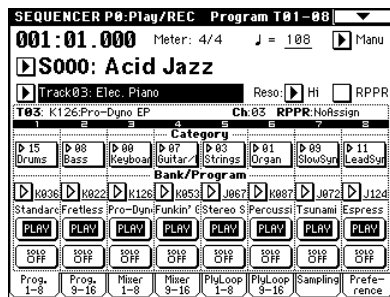 SEQUENCER P0:Play/REC Program T01-08
001:01.000 Meter: 4/4 ♩ = 108 Manu
S000: Acid Jazz
Track03: Elec. Piano Reso: Hi RPPR
T03: K126:Pro-Dyno EP Ch:03 RPPR:NoAssign
1 2 3 4 5 6 7 8
Category
15 08 00 07 03 01 09 11
Drums Bass Keyboar Guitar/ Strings Organ SlowSyn LeadSyn
Bank/Program
K036 K022 K126 K053 J067 K087 J072 J124
Standard Fretless Pro-Dyn Funkin' G Stereo S Percussi Tsunami Espress
PLAY PLAY PLAY PLAY PLAY PLAY PLAY PLAY
SOLO SOLO SOLO SOLO SOLO SOLO SOLO SOLO
OFF OFF OFF OFF OFF OFF OFF OFF
Prog. Prog. Mixer Mixer PlyLoop PlyLoop Sampling Prefe-
1-8 9-16 1-8 9-16 1-8 9-16 rence